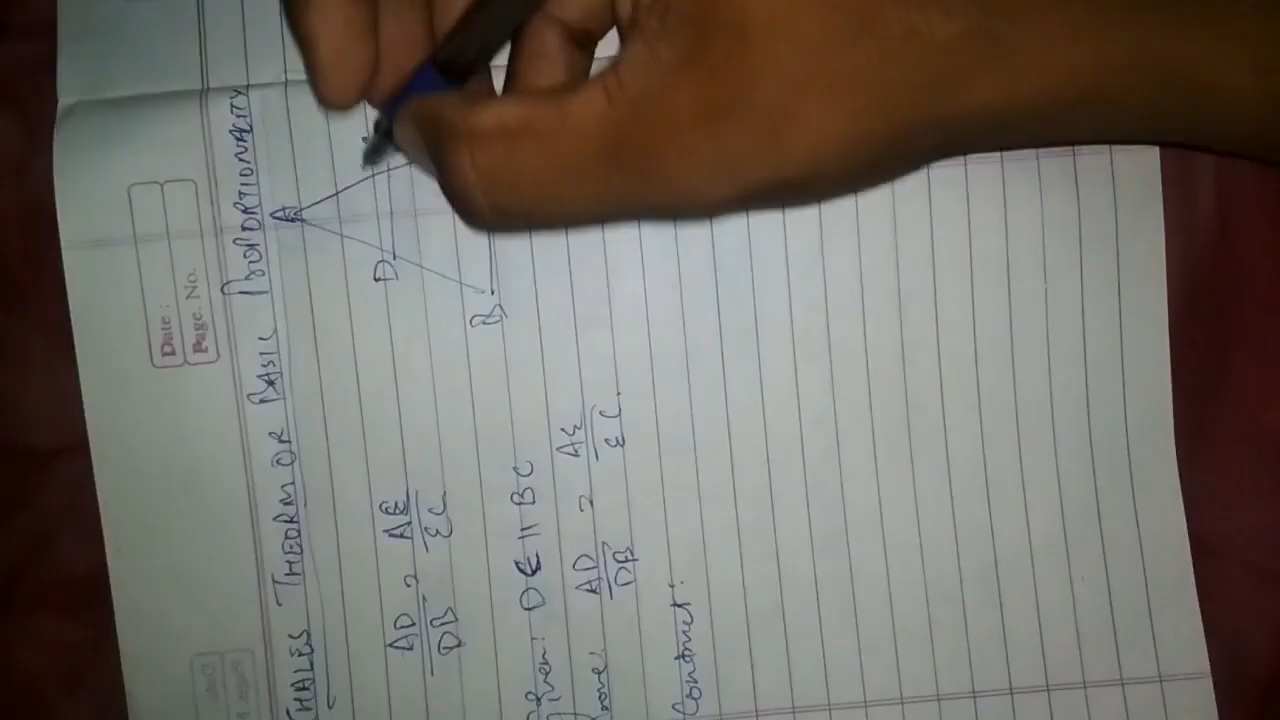 Date :
Page. No.
THALES THEORM OR BASIC PROPORTIONALITY
A
D
B
AD = AE
DB EC
Given: DE || BC
Prove: AD = AE
DB EC.
Contruct: